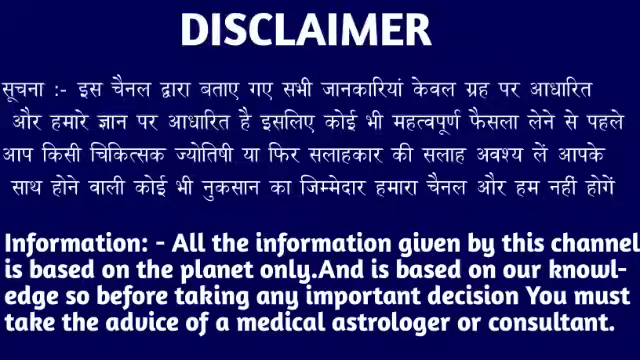 DISCLAIMER
सूचना :- इस चैनल द्वारा बताए गए सभी जानकारियां केवल ग्रह पर आधारित
और हमारे ज्ञान पर आधारित है इसलिए कोई भी महत्वपूर्ण फैसला लेने से पहले
आप किसी चिकित्सक ज्योतिषी या फिर सलाहकार की सलाह अवश्य लें आपके
साथ होने वाली कोई भी नुकसान का जिम्मेदार हमारा चैनल और हम नहीं होगें
Information: - All the information given by this channel
is based on the planet only.And is based on our knowl-
edge so before taking any important decision You must
take the advice of a medical astrologer or consultant.